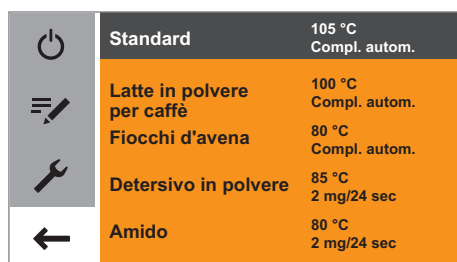 Standard
105 °C
Compl. autom.
Latte in polvere
per caffè
100 °C
Compl. autom.
Fiocchi d'avena
80 °C
Compl. autom.
Detersivo in polvere
85 °C
2 mg/24 sec
Amido
80 °C
2 mg/24 sec